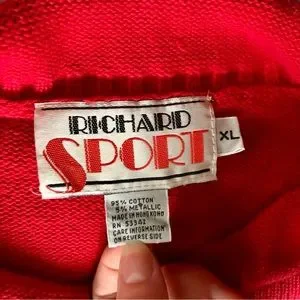 RICHARD
SPORT
XL
95% COTTON
5% METALLIC
MADE IN HONG KONG
RN 53342
CARE INFORMATION
ON REVERSE SIDE